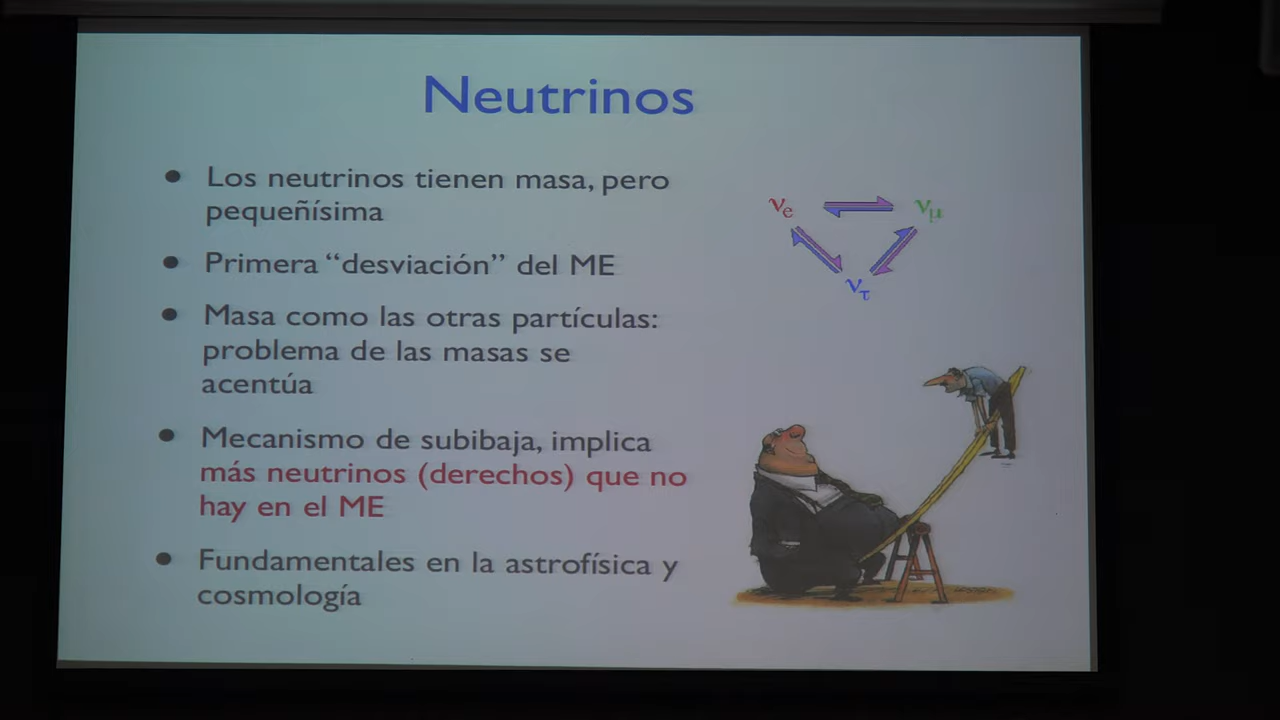 Neutrinos
• Los neutrinos tienen masa, pero
pequeñísima
• Primera “desviación” del ME
• Masa como las otras partículas:
problema de las masas se
acentúa
• Mecanismo de subibaja, implica
más neutrinos (derechos) que no
hay en el ME
• Fundamentales en la astrofísica y
cosmología
νe
νμ
ντ